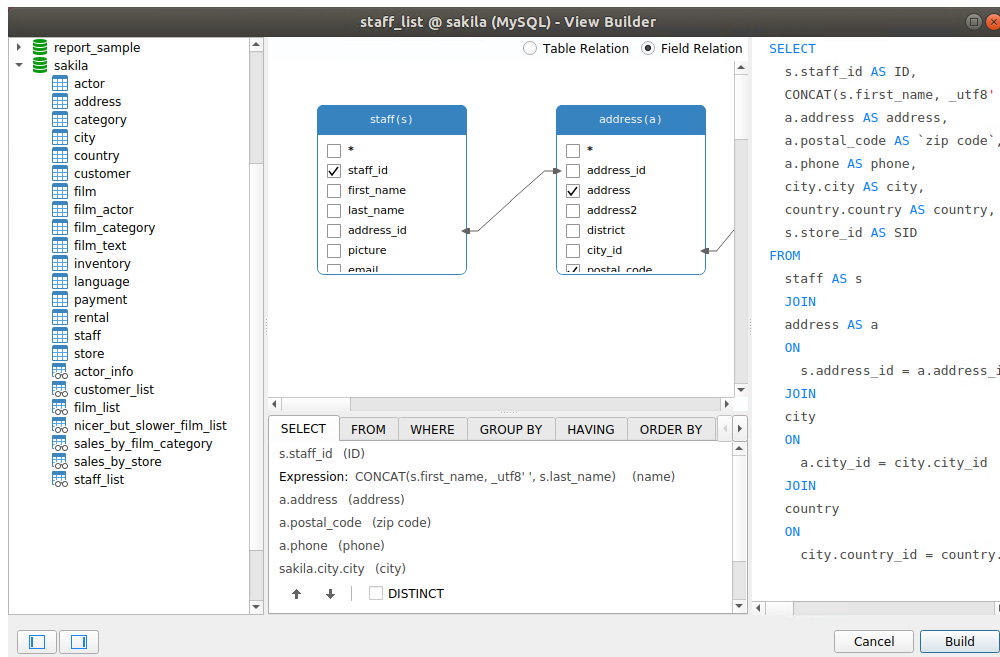 staff_list @ sakila (MySQL) - View Builder
report_sample
sakila
actor
address
category
city
country
customer
film
film_actor
film_category
film_text
inventory
language
payment
rental
staff
store
actor_info
customer_list
film_list
nicer_but_slower_film_list
sales_by_film_category
sales_by_store
staff_list
Table Relation Field Relation
staff(s)
*
staff_id
first_name
last_name
address_id
picture
email
address(a)
*
address_id
address
address2
district
city_id
postal_code
SELECT FROM WHERE GROUP BY HAVING ORDER BY
s.staff_id (ID)
Expression: CONCAT(s.first_name, _utf8' ', s.last_name) (name)
a.address (address)
a.postal_code (zip code)
a.phone (phone)
sakila.city.city (city)
DISTINCT
SELECT
s.staff_id AS ID,
CONCAT(s.first_name, _utf8'
a.address AS address,
a.postal_code AS `zip code`,
a.phone AS phone,
city.city AS city,
country.country AS country,
s.store_id AS SID
FROM
staff AS s
JOIN
address AS a
ON
s.address_id = a.address_i
JOIN
city
ON
a.city_id = city.city_id
JOIN
country
ON
city.country_id = country.
Cancel Build